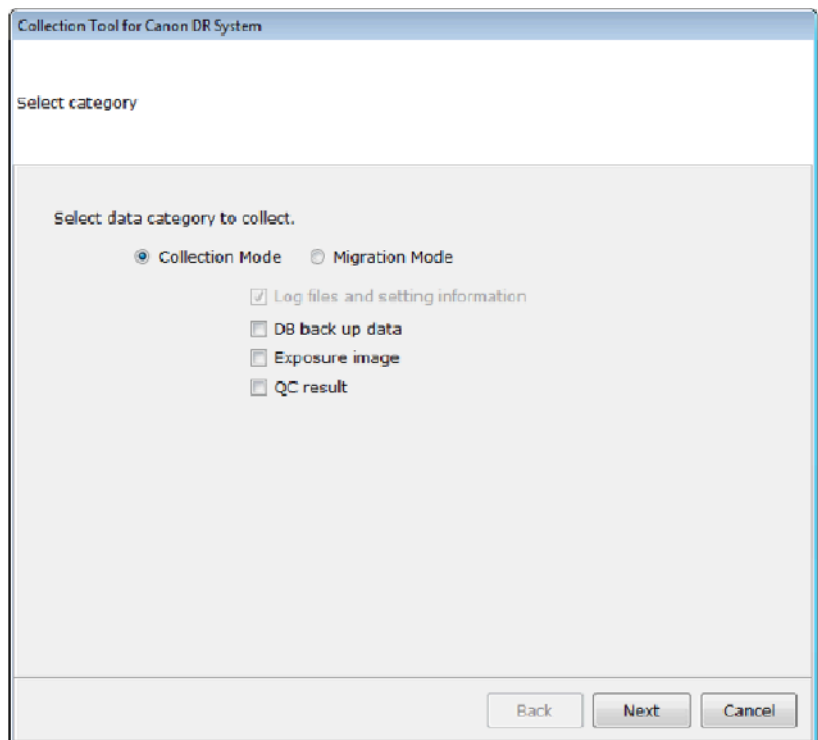 Collection Tool for Canon DR System
Select category
Select data category to collect.
Collection Mode Migration Mode
Log files and setting information
DB back up data
Exposure image
QC result
Back Next Cancel